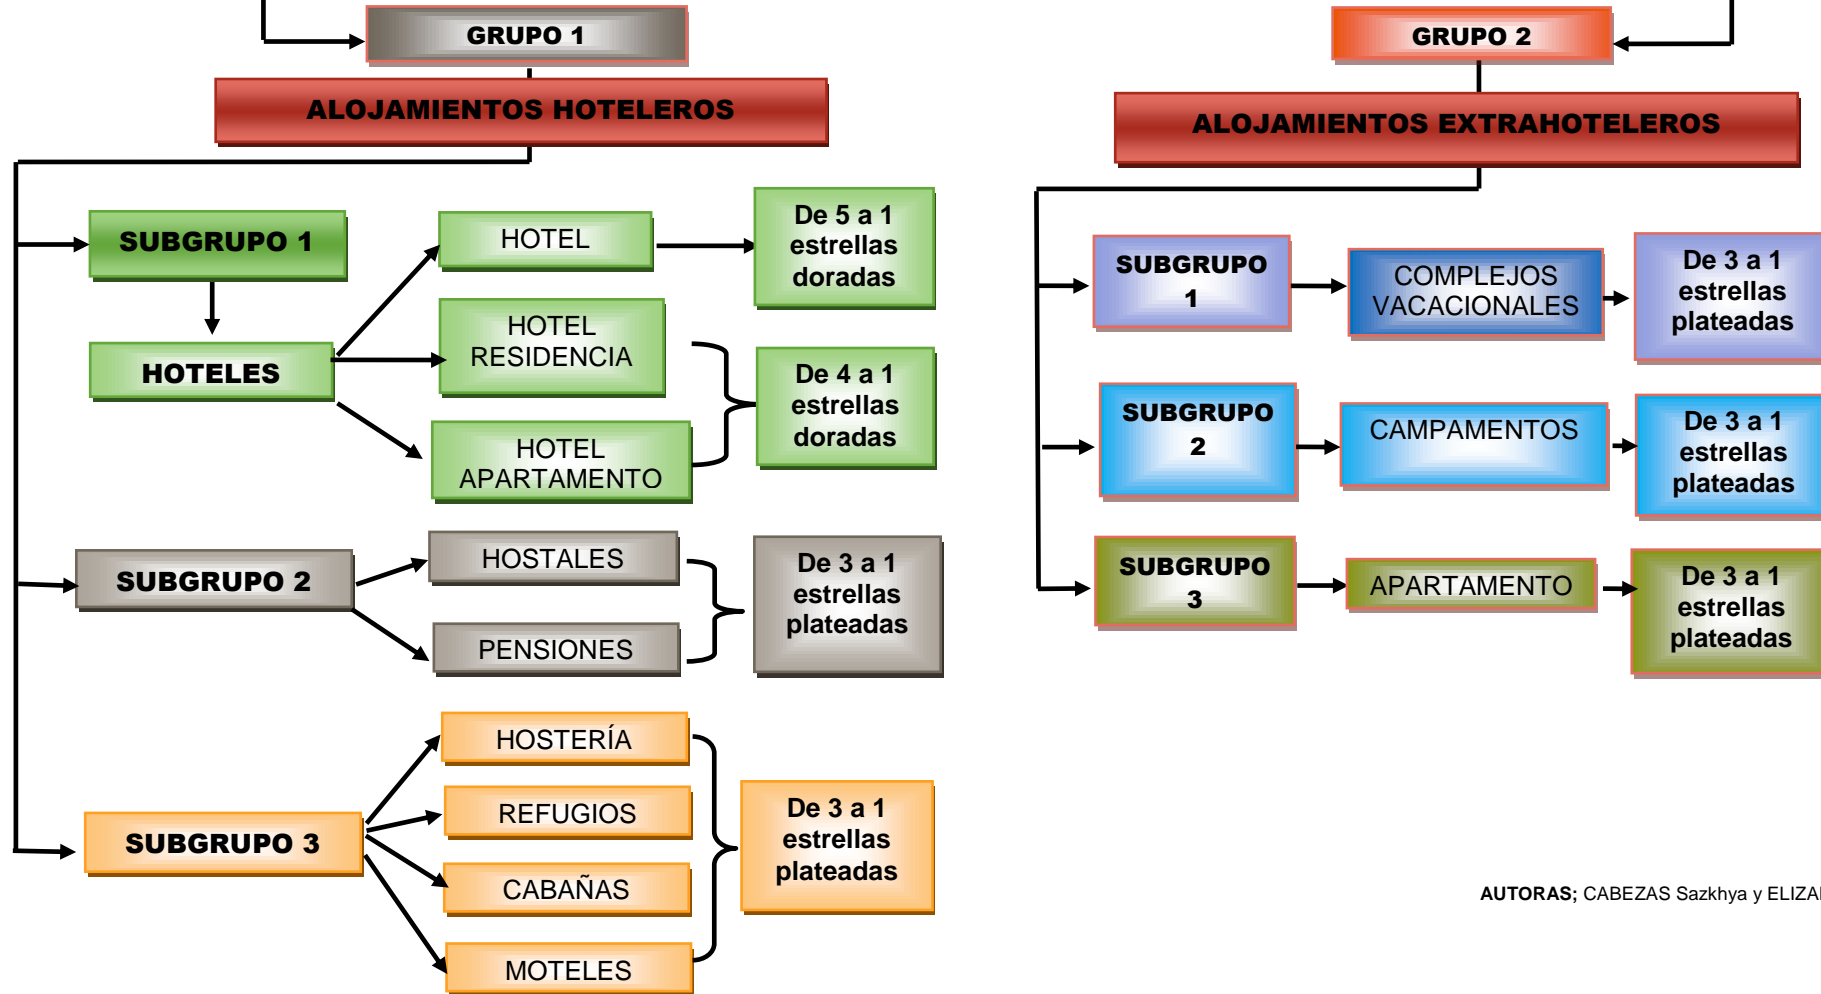 GRUPO 1
ALOJAMIENTOS HOTELEROS
SUBGRUPO 1
HOTELES
HOTEL
De 5 a 1
estrellas
doradas
HOTEL
RESIDENCIA
HOTEL
APARTAMENTO
De 4 a 1
estrellas
doradas
SUBGRUPO 2
HOSTALES
PENSIONES
De 3 a 1
estrellas
plateadas
SUBGRUPO 3
HOSTERÍA
REFUGIOS
CABAÑAS
MOTELES
De 3 a 1
estrellas
plateadas
GRUPO 2
ALOJAMIENTOS EXTRAHOTELEROS
SUBGRUPO
1
COMPLEJOS
VACACIONALES
De 3 a 1
estrellas
plateadas
SUBGRUPO
2
CAMPAMENTOS
De 3 a 1
estrellas
plateadas
SUBGRUPO
3
APARTAMENTO
De 3 a 1
estrellas
plateadas
AUTORAS; CABEZAS Sazkhya y